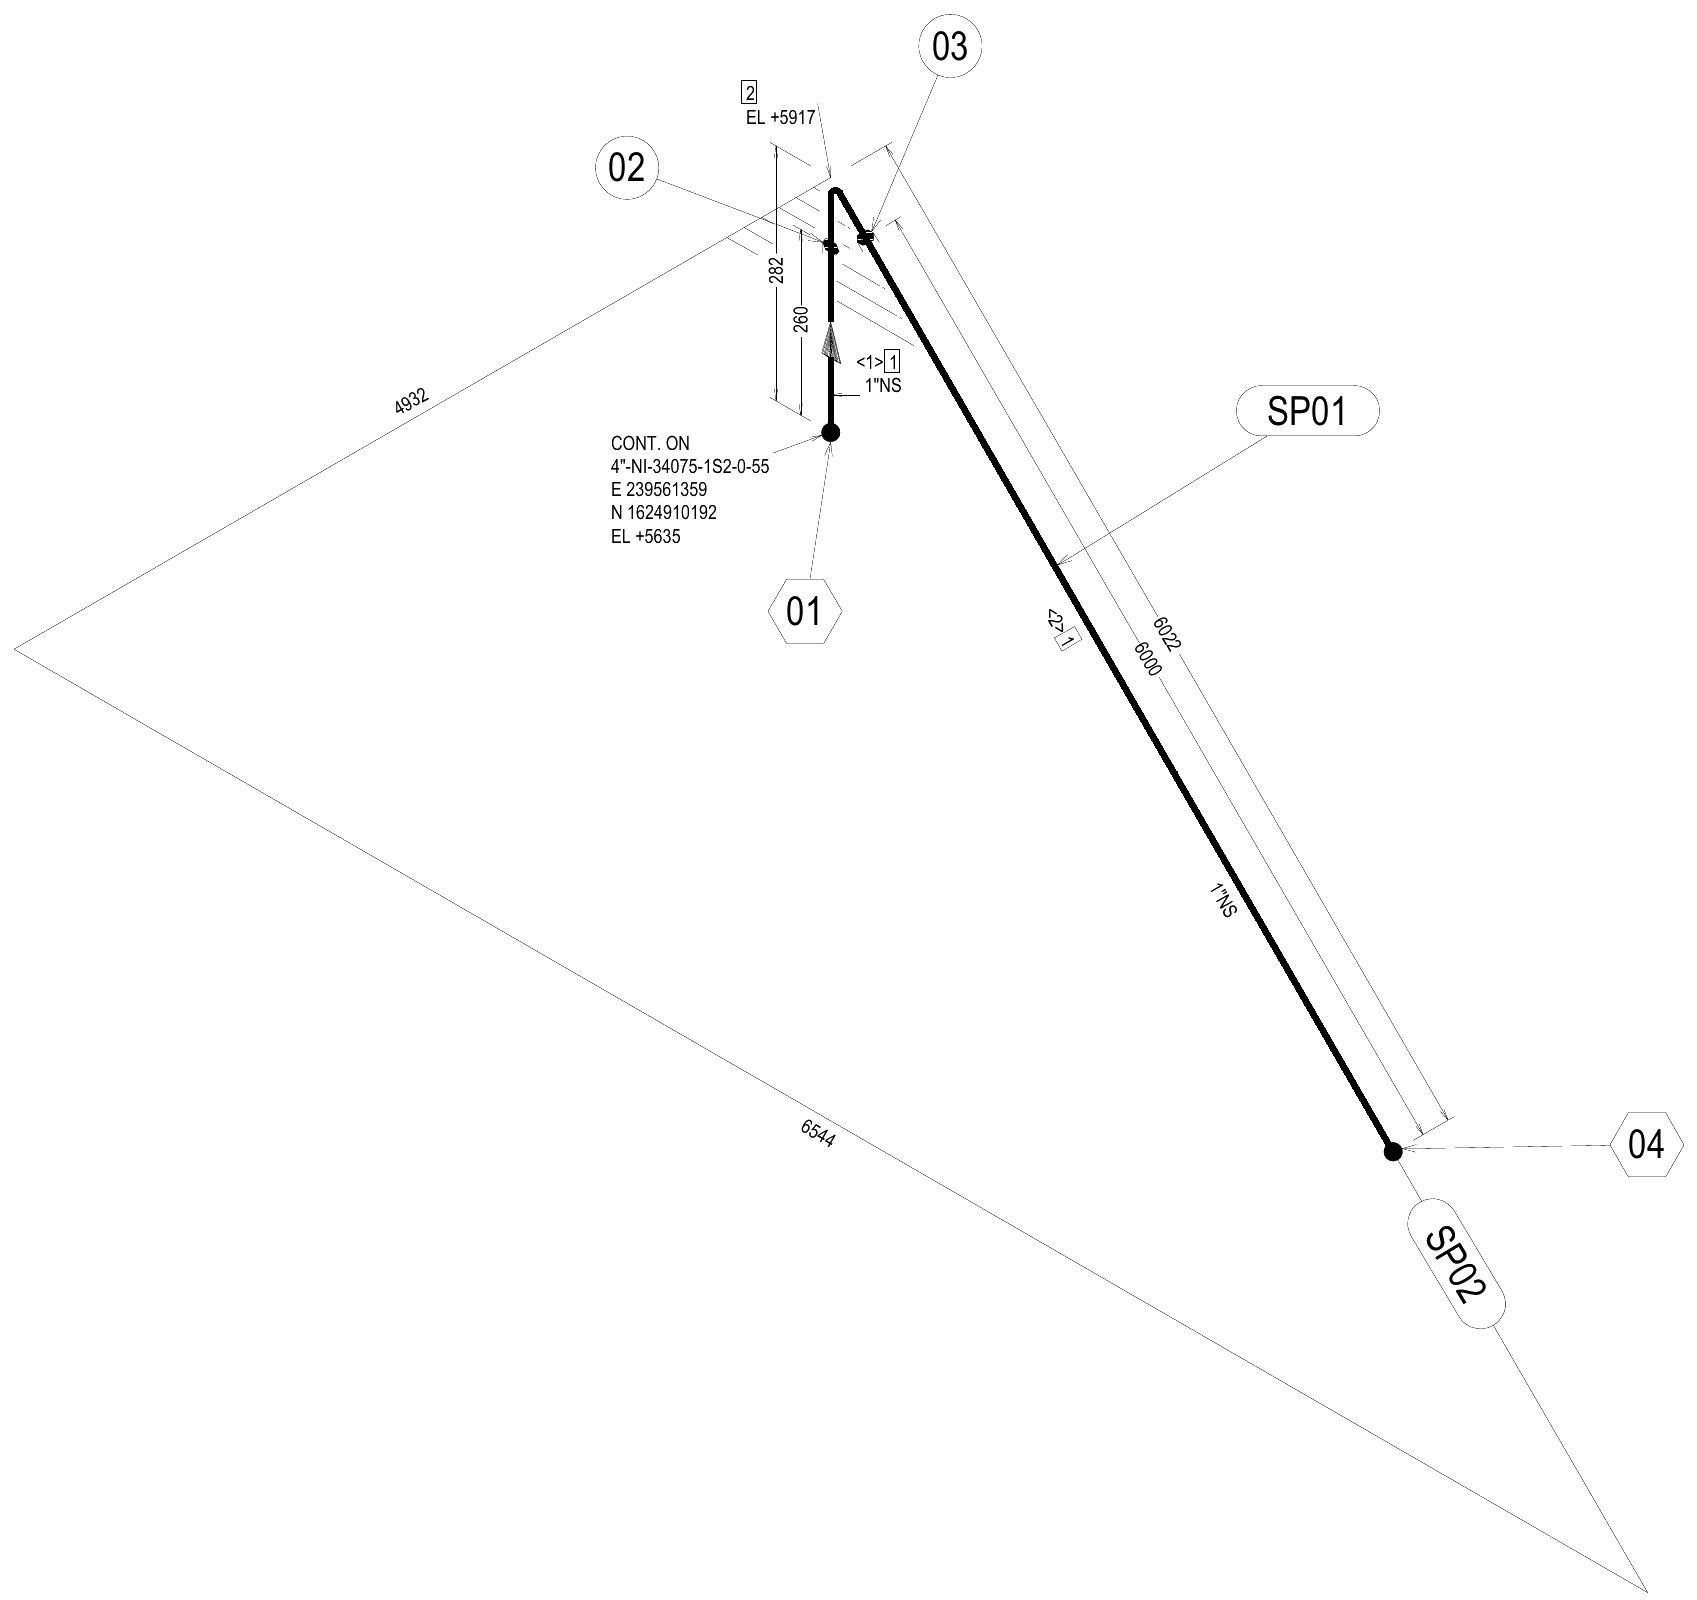 03
2
EL +5917
02
282
260
<1> 1
1"NS
4932
SP01
CONT. ON
4"-NI-34075-1S2-0-55
E 239561359
N 1624910192
EL +5635
01
<2> 1
6022
6000
1"NS
6544
04
SP02